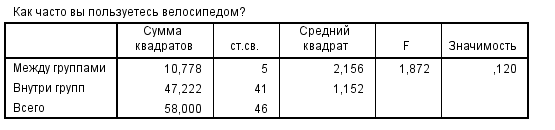 Как часто вы пользуетесь велосипедом?
Сумма квадратов ст.св. Средний квадрат F Значимость
Между группами 10,778 5 2,156 1,872 ,120
Внутри групп 47,222 41 1,152
Всего 58,000 46